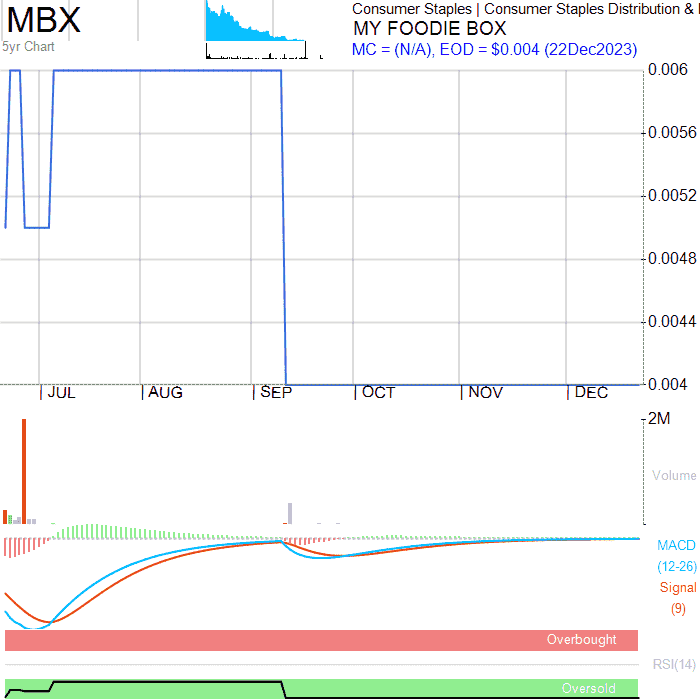 MBX
5yr Chart
Consumer Staples | Consumer Staples Distribution &
MY FOODIE BOX
MC = (N/A), EOD = $0.004 (22Dec2023)
0.006
0.0056
0.0052
0.0048
0.0044
0.004
JUL AUG SEP OCT NOV DEC
2M
Volume
MACD
(12-26)
Signal
(9)
Overbought
RSI(14)
Oversold